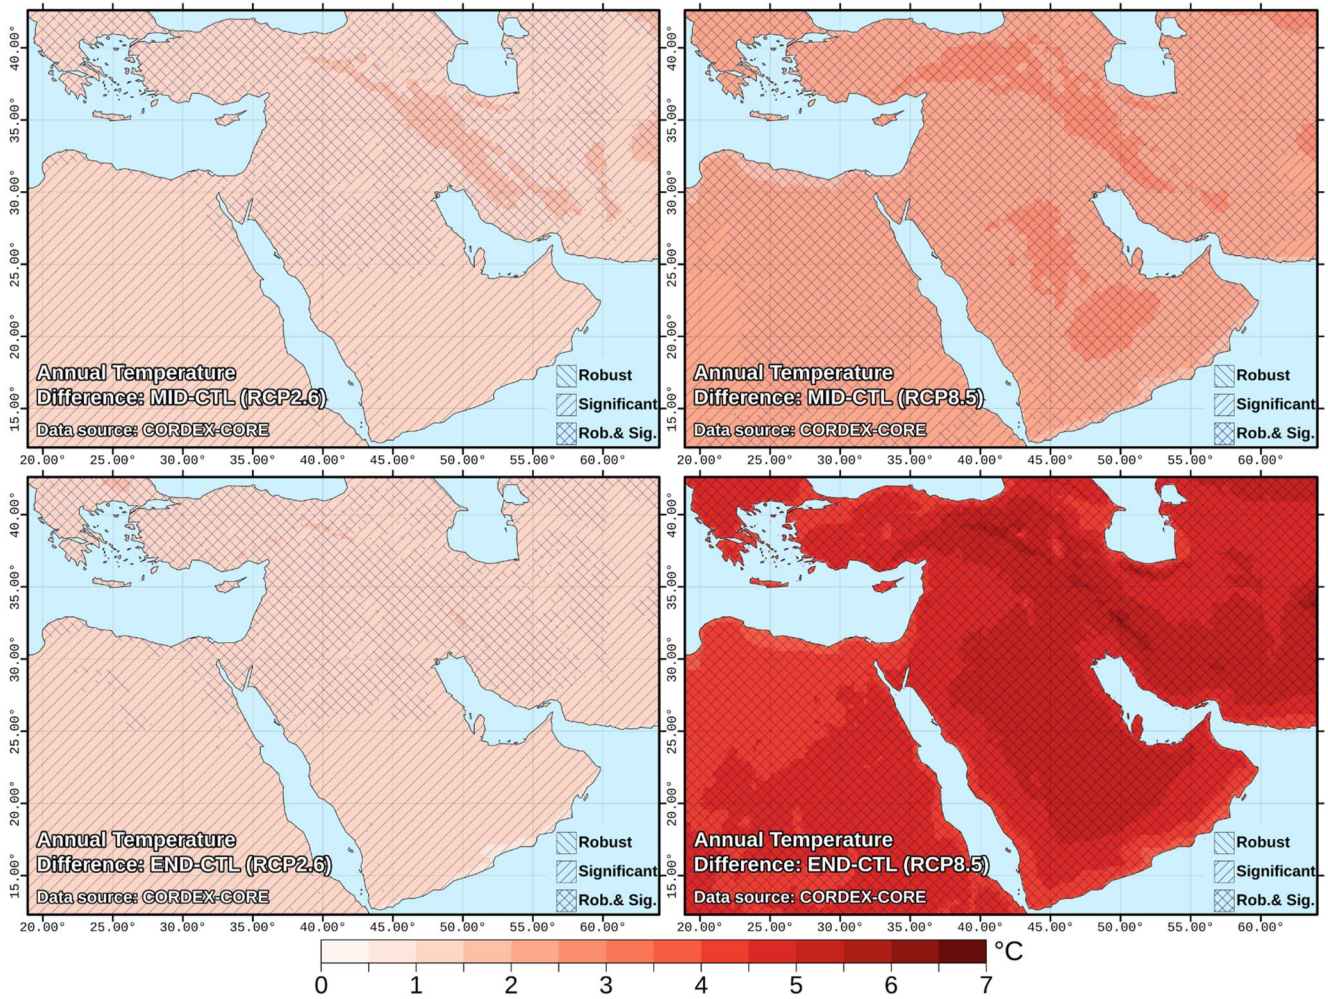 40.00°
35.00°
30.00°
25.00°
20.00°
15.00°
Annual Temperature
Difference: MID-CTL (RCP2.6)
Data source: CORDEX-CORE
Robust
Significant
Rob.& Sig.
20.00° 25.00° 30.00° 35.00° 40.00° 45.00° 50.00° 55.00° 60.00°
40.00°
35.00°
30.00°
25.00°
20.00°
15.00°
Annual Temperature
Difference: MID-CTL (RCP8.5)
Data source: CORDEX-CORE
Robust
Significant
Rob.& Sig.
20.00° 25.00° 30.00° 35.00° 40.00° 45.00° 50.00° 55.00° 60.00°
40.00°
35.00°
30.00°
25.00°
20.00°
15.00°
Annual Temperature
Difference: END-CTL (RCP2.6)
Data source: CORDEX-CORE
Robust
Significant
Rob.& Sig.
20.00° 25.00° 30.00° 35.00° 40.00° 45.00° 50.00° 55.00° 60.00°
40.00°
35.00°
30.00°
25.00°
20.00°
15.00°
Annual Temperature
Difference: END-CTL (RCP8.5)
Data source: CORDEX-CORE
Robust
Significant
Rob.& Sig.
20.00° 25.00° 30.00° 35.00° 40.00° 45.00° 50.00° 55.00° 60.00°
°C
0 1 2 3 4 5 6 7